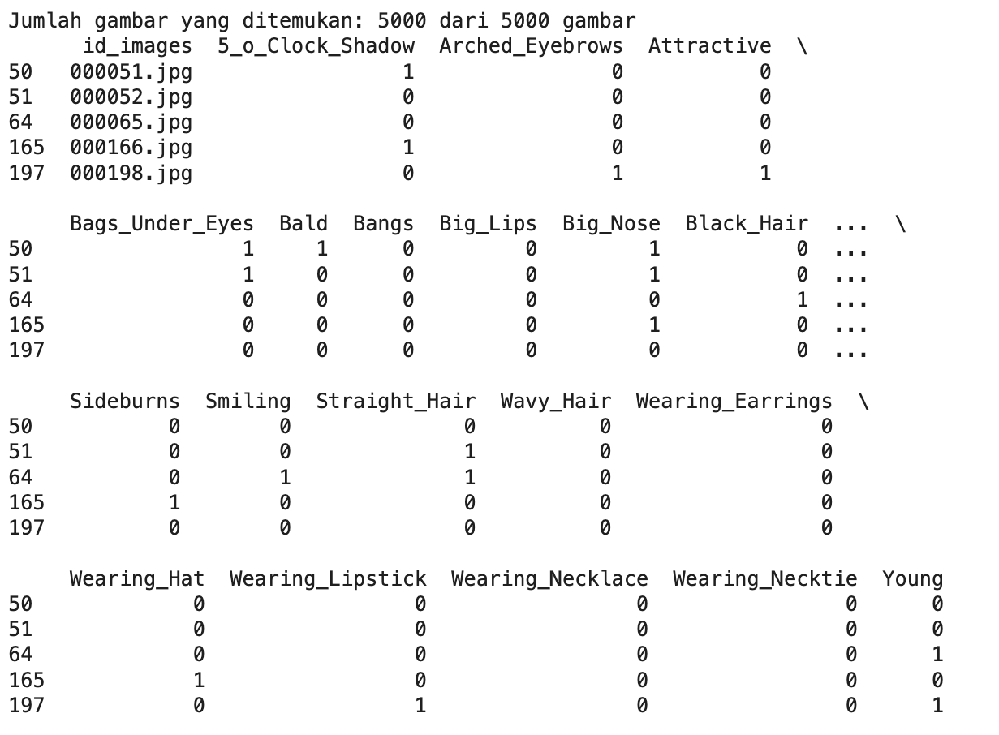 Jumlah gambar yang ditemukan: 5000 dari 5000 gambar
id_images 5_o_Clock_Shadow Arched_Eyebrows Attractive \
50 000051.jpg 1 0 0
51 000052.jpg 0 0 0
64 000065.jpg 0 0 0
165 000166.jpg 1 0 0
197 000198.jpg 0 1 1
Bags_Under_Eyes Bald Bangs Big_Lips Big_Nose Black_Hair ... \
50 1 1 0 0 1 0 ...
51 1 0 0 0 1 0 ...
64 0 0 0 0 0 1 ...
165 0 0 0 0 1 0 ...
197 0 0 0 0 0 0 ...
Sideburns Smiling Straight_Hair Wavy_Hair Wearing_Earrings \
50 0 0 0 0 0
51 0 0 1 0 0
64 0 1 1 0 0
165 1 0 0 0 0
197 0 0 0 0 0
Wearing_Hat Wearing_Lipstick Wearing_Necklace Wearing_Necktie Young
50 0 0 0 0 0
51 0 0 0 0 0
64 0 0 0 0 1
165 1 0 0 0 0
197 0 1 0 0 1